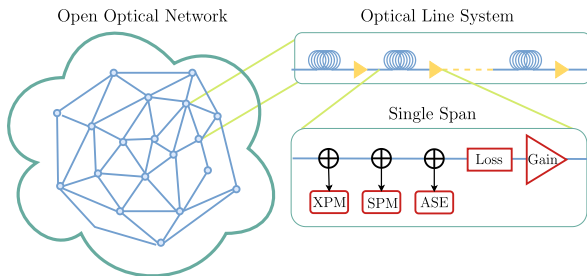 Open Optical Network
Optical Line System
Single Span
Loss
Gain
XPM
SPM
ASE